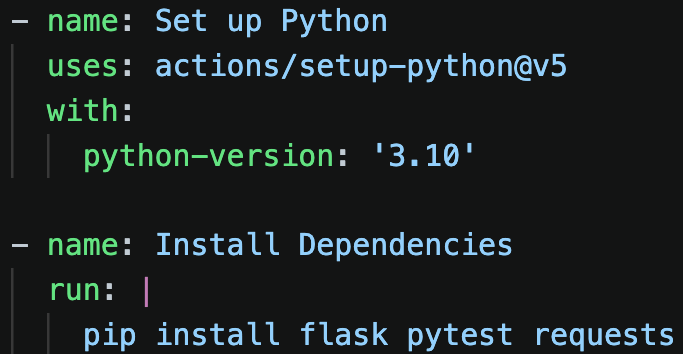 - name: Set up Python
uses: actions/setup-python@v5
with:
python-version: '3.10'
- name: Install Dependencies
run: |
pip install flask pytest requests